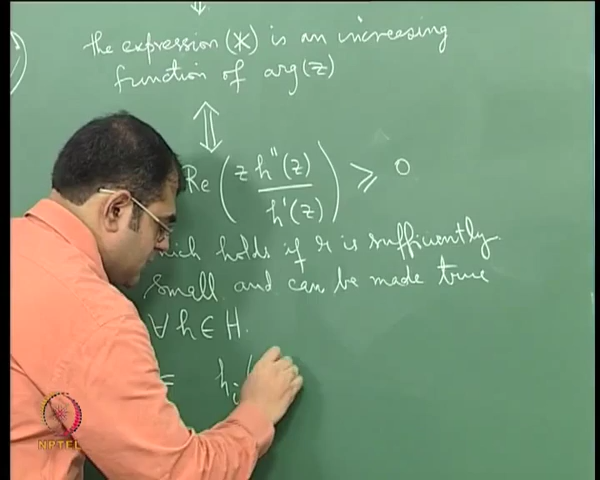 the expression (*) is an increasing
function of arg(z)
⇕
Re ( z h''(z) / h'(z) ) ⩾ 0
holds if r is sufficiently
small and can be made true
∀ h ∈ H.
= h_i (
NPTEL